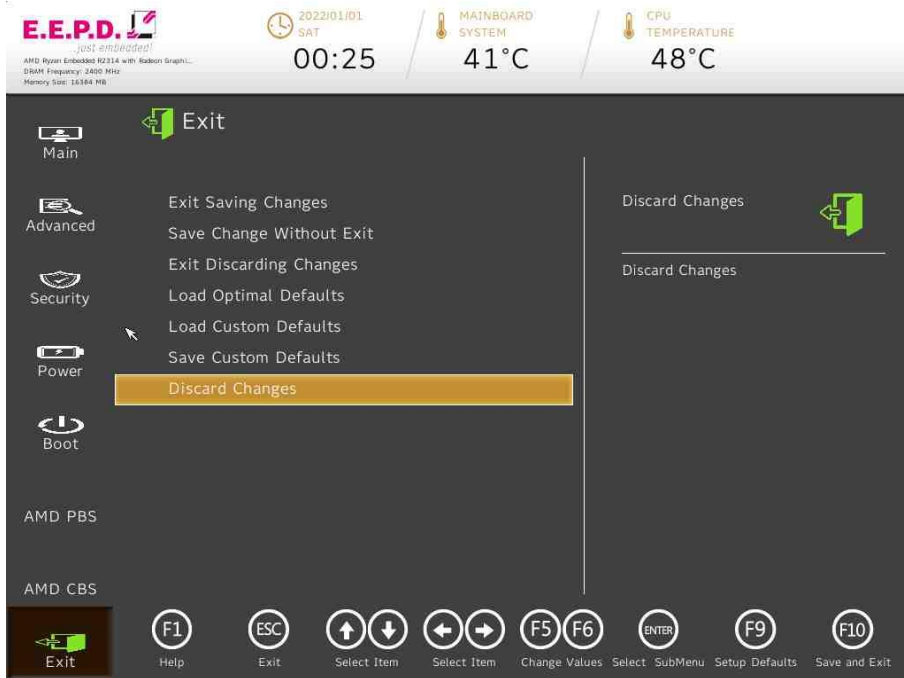 E.E.P.D.
...just embedded!
AMD Ryzen Embedded R2314 with Radeon Graphi...
DRAM Frequency: 2400 MHz
Memory Size: 16384 MB
2022/01/01
SAT
00:25
MAINBOARD
SYSTEM
41°C
CPU
TEMPERATURE
48°C
Exit
Main
Advanced
Security
Power
Boot
AMD PBS
AMD CBS
Exit
Exit Saving Changes
Save Change Without Exit
Exit Discarding Changes
Load Optimal Defaults
Load Custom Defaults
Save Custom Defaults
Discard Changes
Discard Changes
Discard Changes
F1
Help
ESC
Exit
Select Item
Select Item
F5 F6
Change Values
ENTER
Select SubMenu
F9
Setup Defaults
F10
Save and Exit